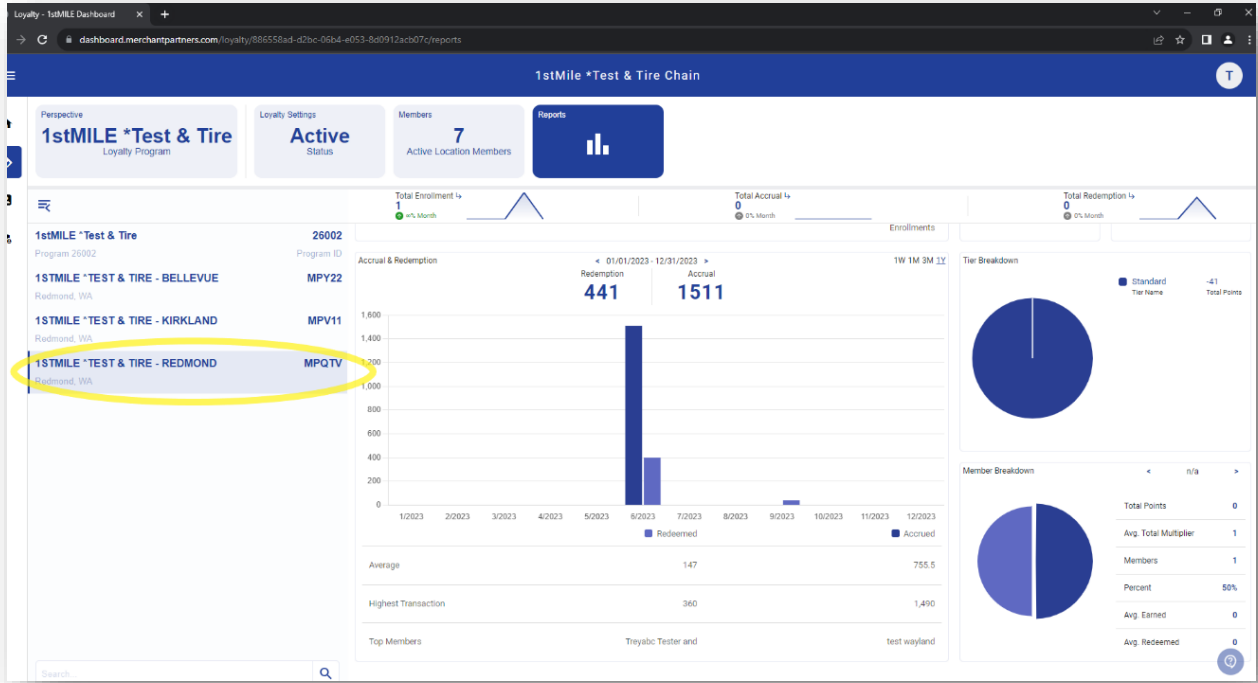 Loyalty - 1stMILE Dashboard
dashboard.merchantpartners.com/loyalty/886558ad-d2bc-06b4-e053-8d0912acb07c/reports
1stMile *Test & Tire Chain
T
Perspective
1stMILE *Test & Tire
Loyalty Program
Loyalty Settings
Active
Status
Members
7
Active Location Members
Reports
Total Enrollment
1
∞% Month
Total Accrual
0
0% Month
Total Redemption
0
0% Month
1stMILE *Test & Tire 26002
Program 26002 Program ID
1STMILE *TEST & TIRE - BELLEVUE MPY22
Redmond, WA
1STMILE *TEST & TIRE - KIRKLAND MPV11
Redmond, WA
1STMILE *TEST & TIRE - REDMOND MPQTV
Redmond, WA
Search...
Enrollments
Accrual & Redemption
< 01/01/2023 - 12/31/2023 >
1W 1M 3M 1Y
Redemption Accrual
441 1511
1,600
1,400
1,200
1,000
800
600
400
200
0
1/2023 2/2023 3/2023 4/2023 5/2023 6/2023 7/2023 8/2023 9/2023 10/2023 11/2023 12/2023
Redeemed Accrued
Average 147 755.5
Highest Transaction 360 1,490
Top Members Treyabc Tester and test wayland
Tier Breakdown
Standard -41
Tier Name Total Points
Member Breakdown < n/a >
Total Points 0
Avg. Total Multiplier 1
Members 1
Percent 50%
Avg. Earned 0
Avg. Redeemed 0